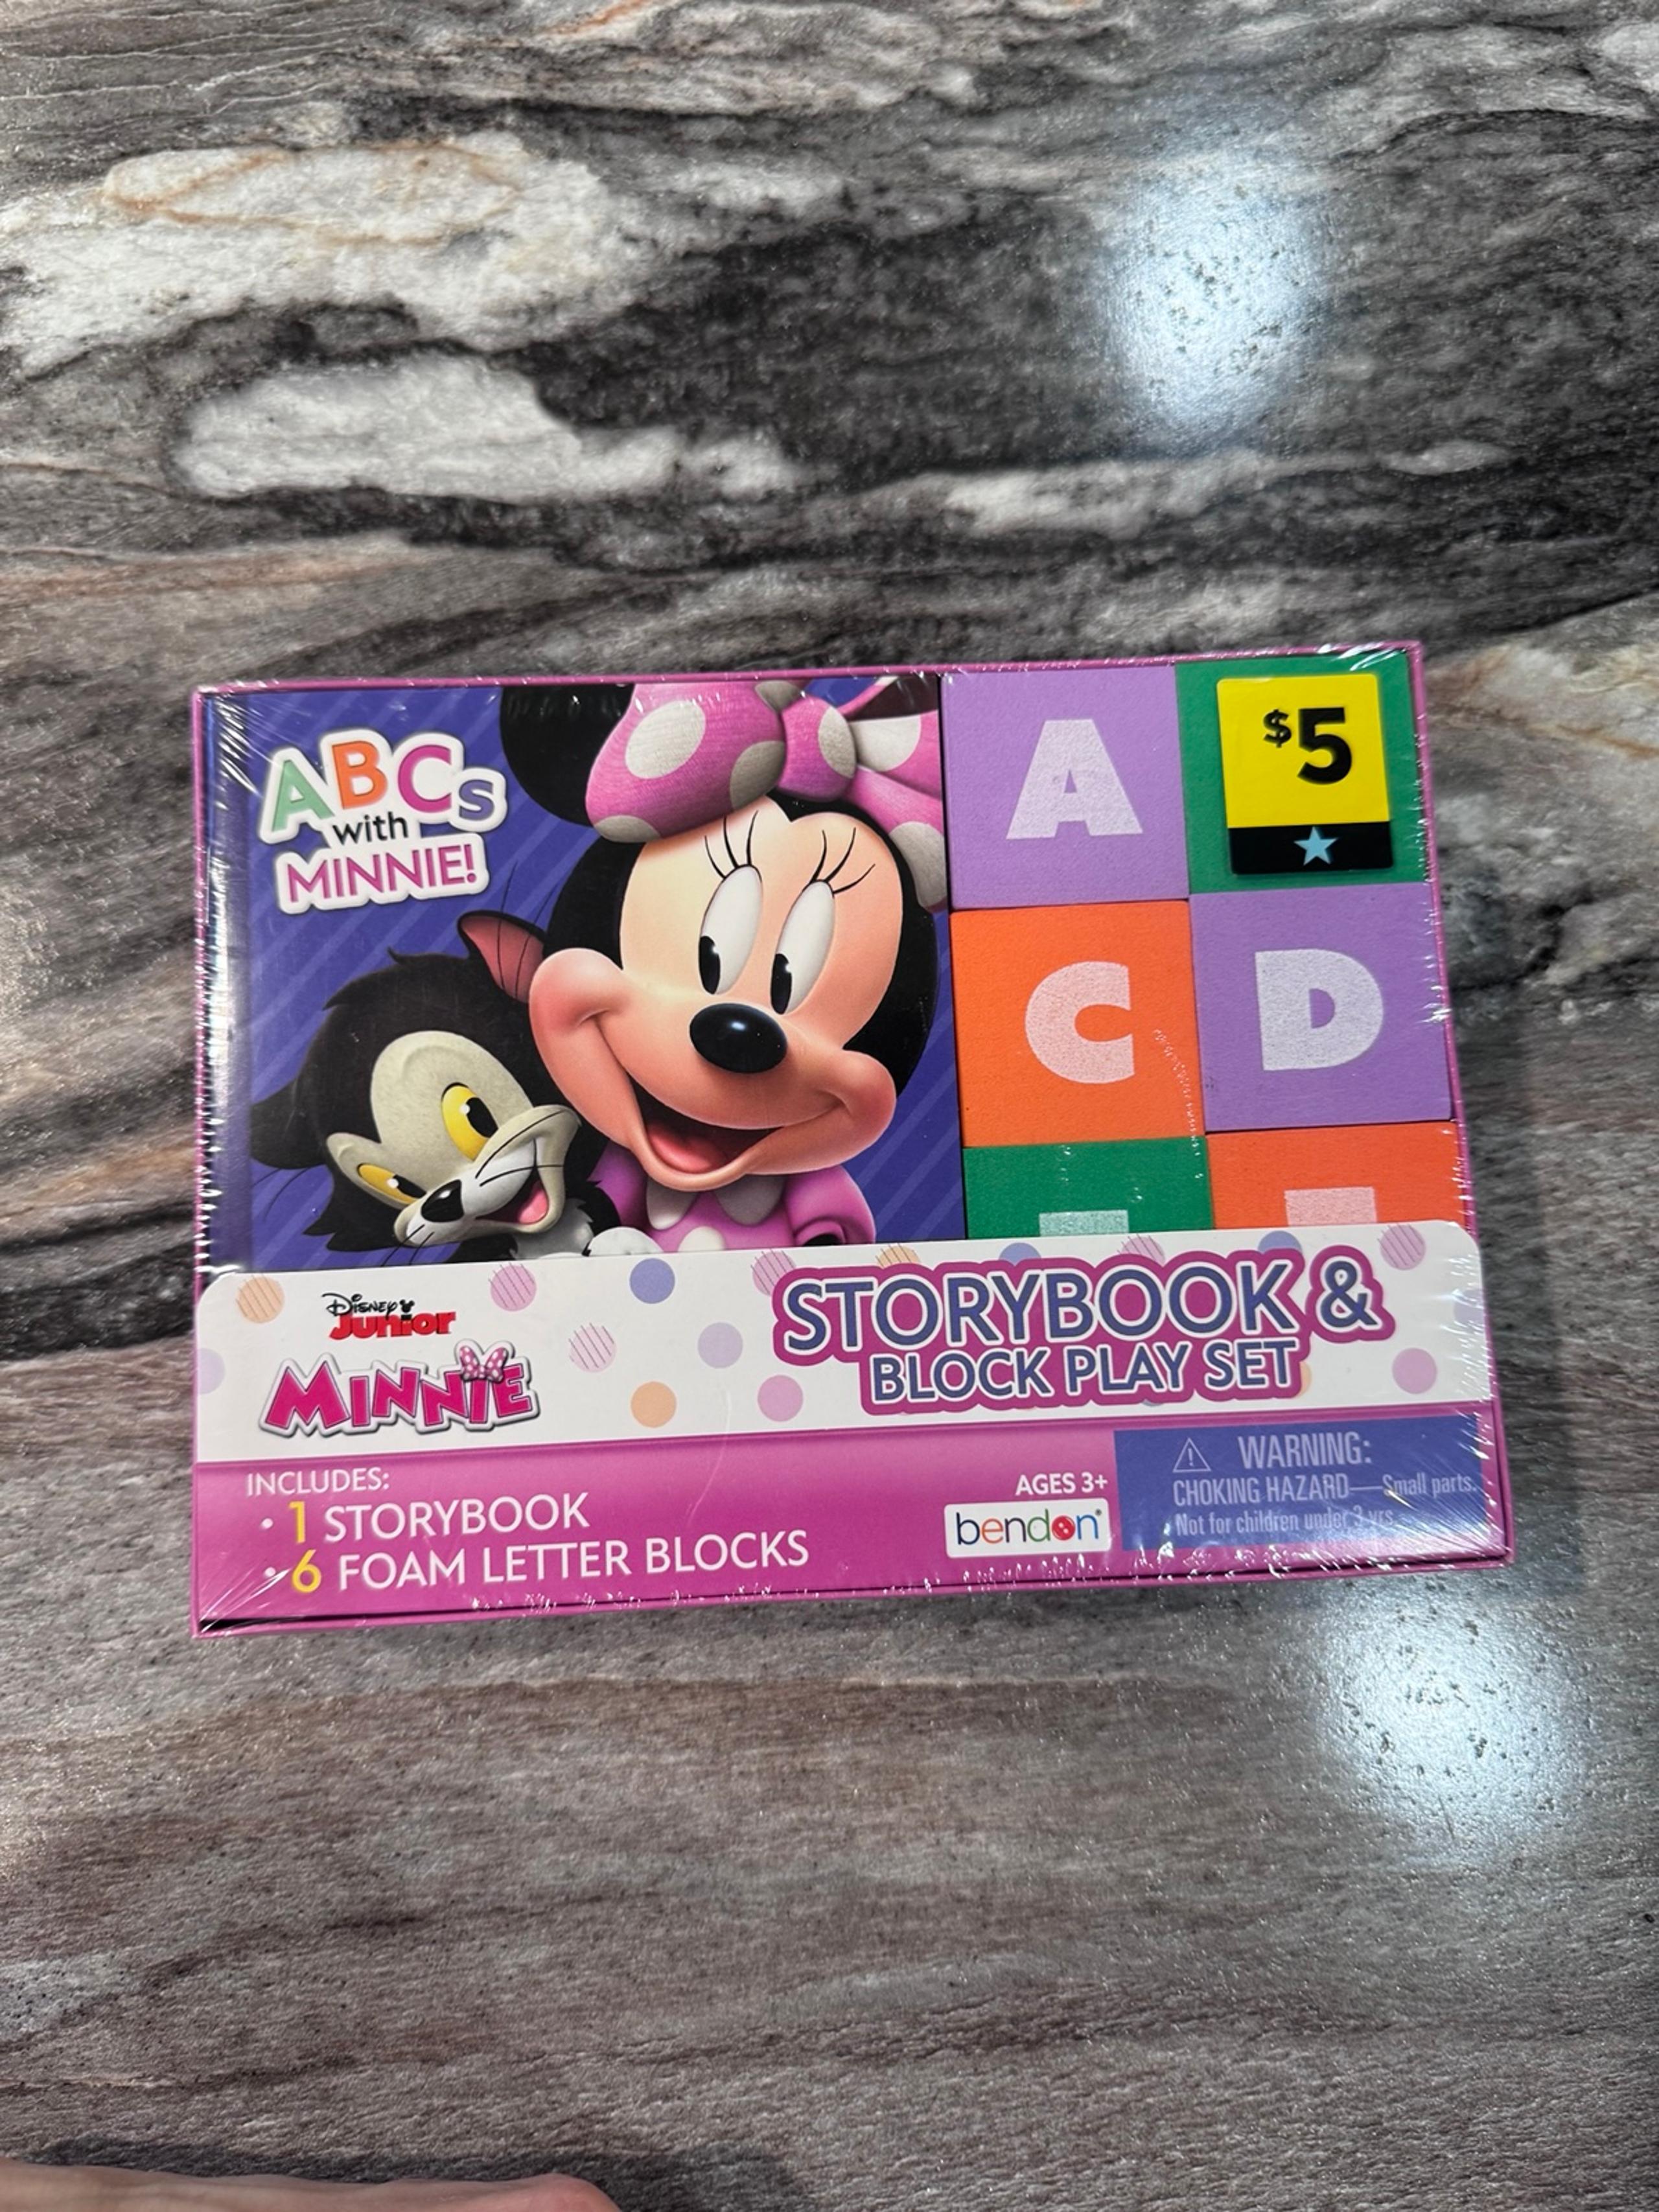 ABCs
with
MINNIE!
A
$5
C
D
Disney
Junior
MINNIE
STORYBOOK &
BLOCK PLAY SET
INCLUDES:
• 1 STORYBOOK
• 6 FOAM LETTER BLOCKS
AGES 3+
bendon
WARNING:
CHOKING HAZARD—Small parts.
Not for children under 3 yrs.